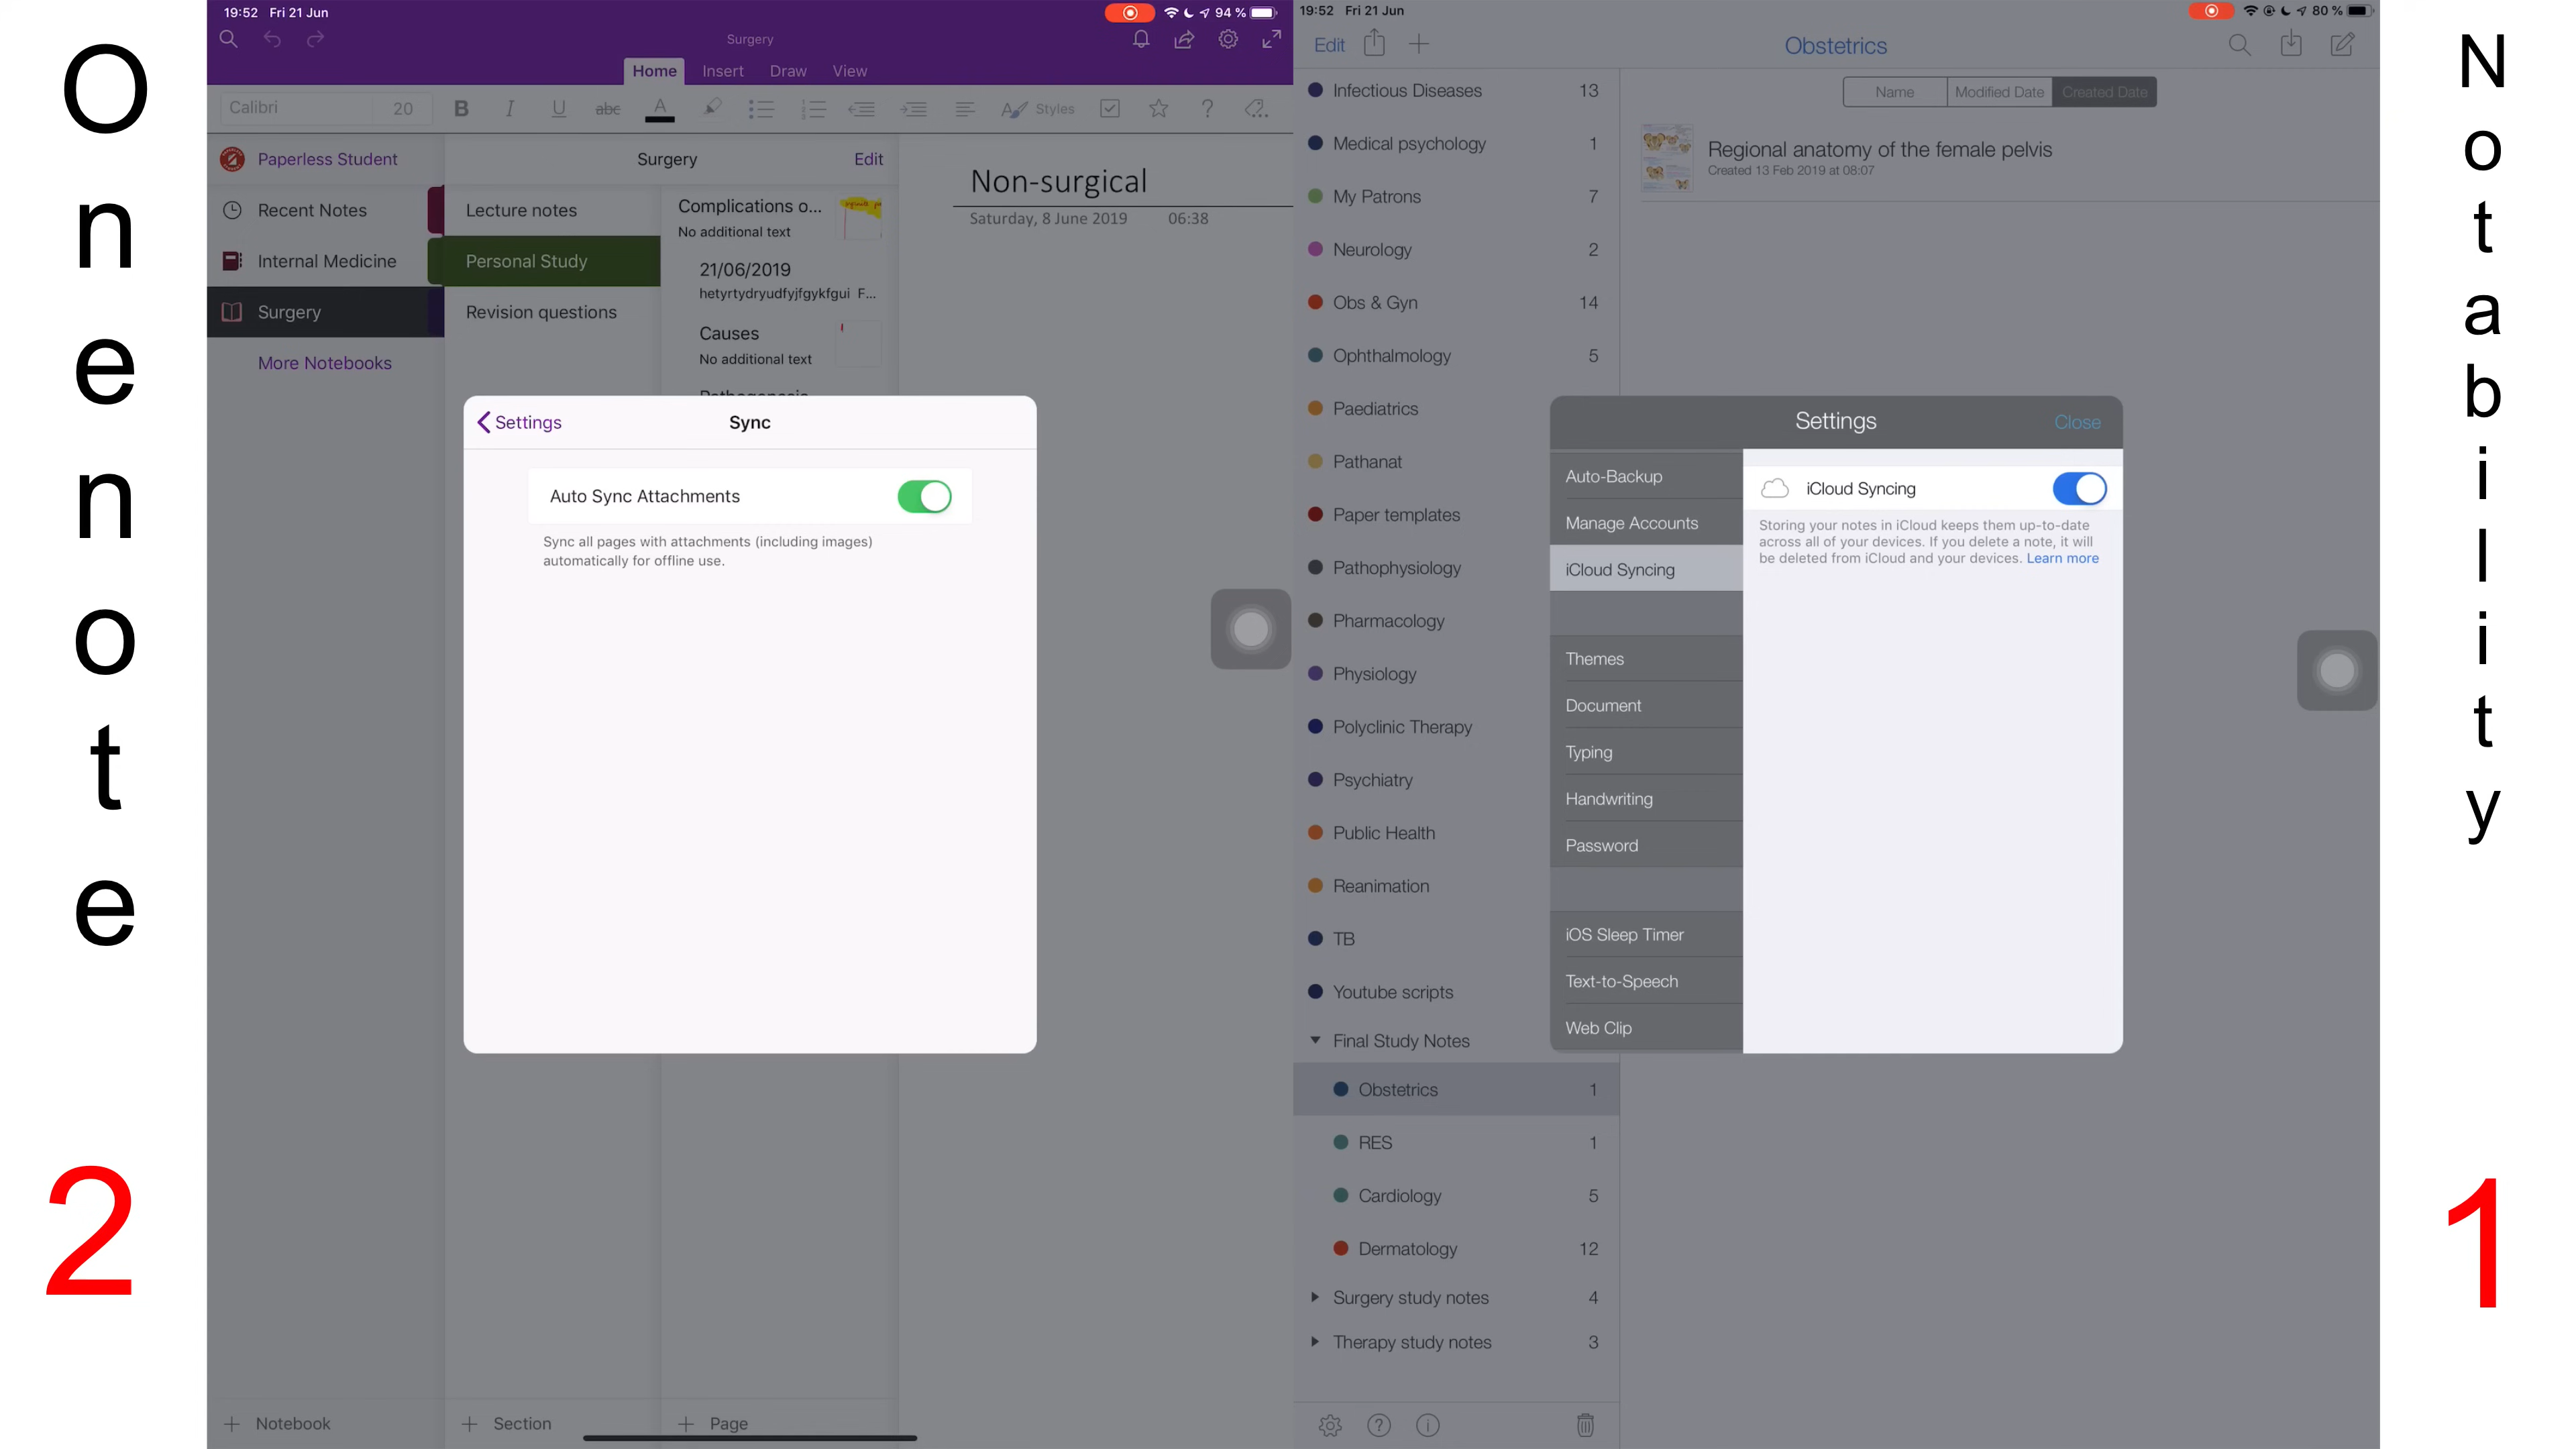 Onenote
2
19:52 Fri 21 Jun
94 %
Surgery
Home Insert Draw View
Calibri 20 B I U abc A Styles
Paperless Student
Recent Notes
Internal Medicine
Surgery
More Notebooks
Lecture notes
Personal Study
Revision questions
Surgery Edit
Complications o...
No additional text
21/06/2019
hetyrtydryudfyjfgykfgui F...
Causes
No additional text
Non-surgical
Saturday, 8 June 2019 06:38
Settings Sync
Auto Sync Attachments
Sync all pages with attachments (including images)
automatically for offline use.
+ Notebook
+ Section
+ Page
19:52 Fri 21 Jun
80 %
Edit
Obstetrics
Infectious Diseases 13
Medical psychology 1
My Patrons 7
Neurology 2
Obs & Gyn 14
Ophthalmology 5
Paediatrics
Pathanat
Paper templates
Pathophysiology
Pharmacology
Physiology
Polyclinic Therapy
Psychiatry
Public Health
Reanimation
TB
Youtube scripts
Final Study Notes
Obstetrics 1
RES 1
Cardiology 5
Dermatology 12
Surgery study notes 4
Therapy study notes 3
Name Modified Date Created Date
Regional anatomy of the female pelvis
Created 13 Feb 2019 at 08:07
Settings Close
Auto-Backup
Manage Accounts
iCloud Syncing
Themes
Document
Typing
Handwriting
Password
iOS Sleep Timer
Text-to-Speech
Web Clip
iCloud Syncing
Storing your notes in iCloud keeps them up-to-date
across all of your devices. If you delete a note, it will
be deleted from iCloud and your devices. Learn more
Notability
1